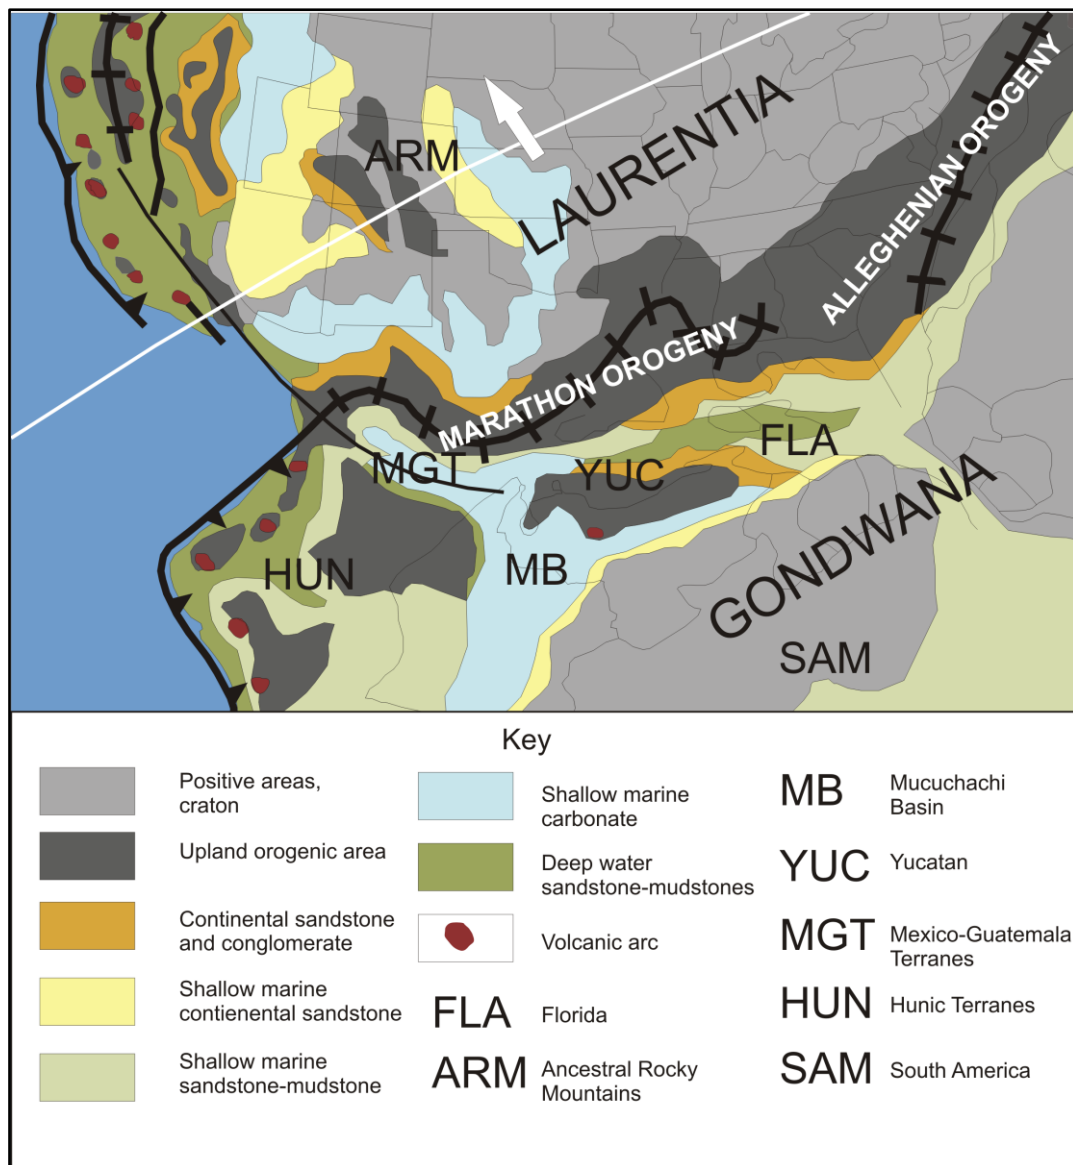 ARM
LAURENTIA
ALLEGHENIAN OROGENY
MARATHON OROGENY
MGT
YUC
FLA
HUN
MB
GONDWANA
SAM
Key
Positive areas,
craton
Upland orogenic area
Continental sandstone
and conglomerate
Shallow marine
contienental sandstone
Shallow marine
sandstone-mudstone
Shallow marine
carbonate
Deep water
sandstone-mudstones
Volcanic arc
FLA Florida
ARM Ancestral Rocky
Mountains
MB Mucuchachi
Basin
YUC Yucatan
MGT Mexico-Guatemala
Terranes
HUN Hunic Terranes
SAM South America